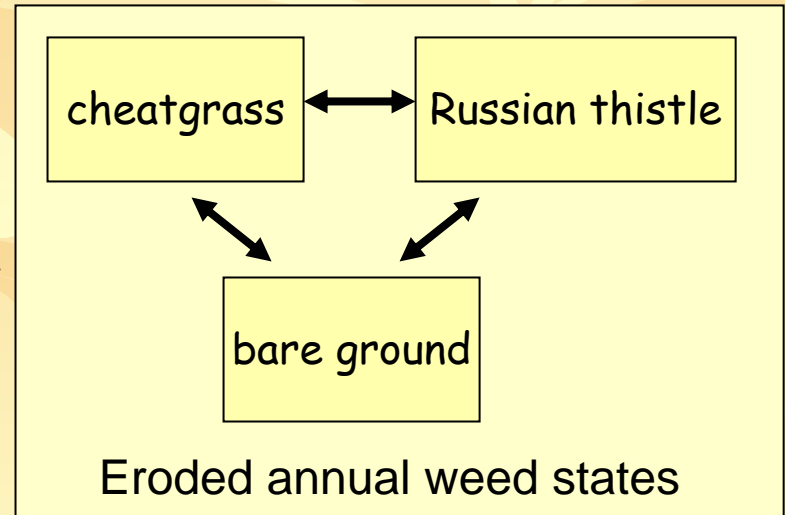 cheatgrass
Russian thistle
bare ground
Eroded annual weed states